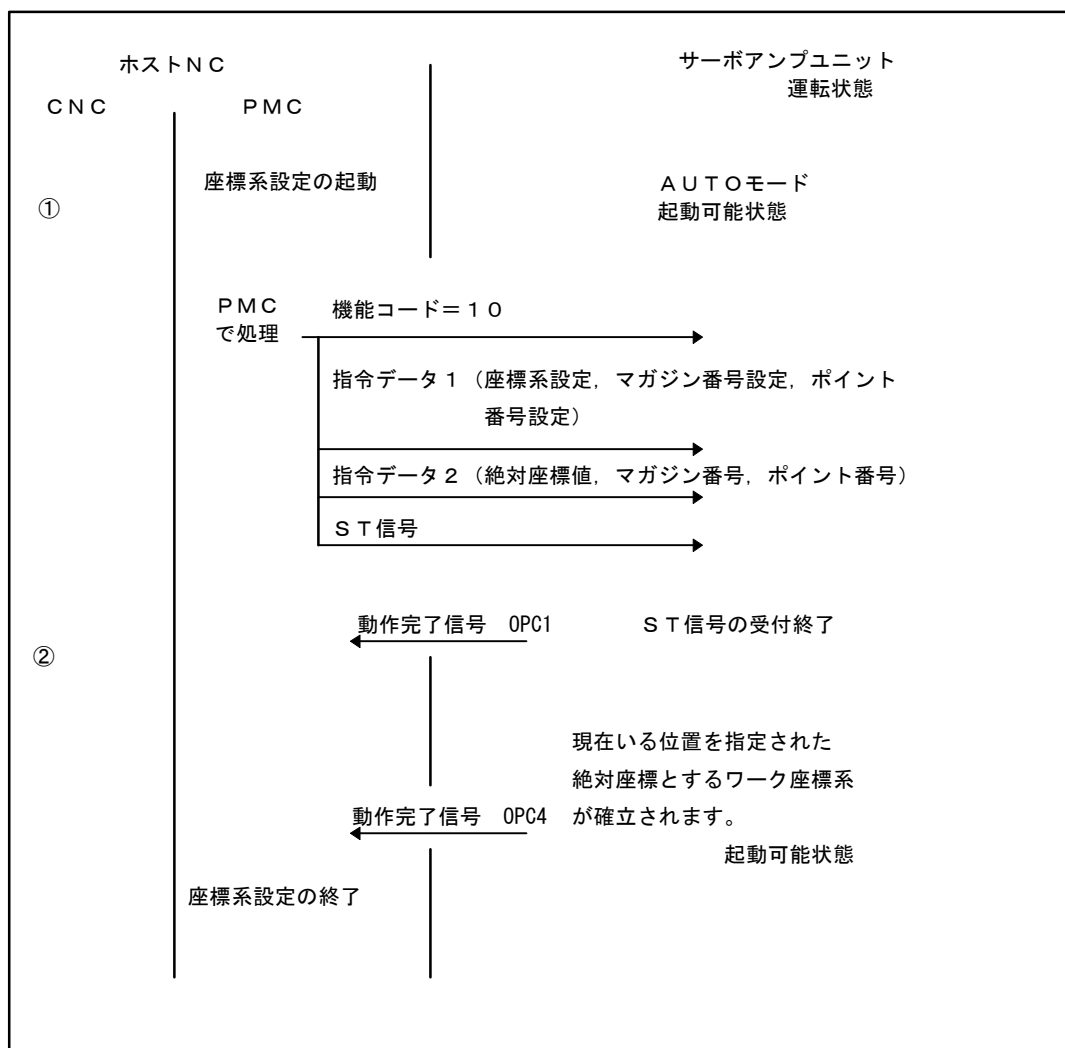 ホストＮＣ
サーボアンプユニット
運転状態
ＣＮＣ
ＰＭＣ
座標系設定の起動
ＡＵＴＯモード
起動可能状態
①
ＰＭＣ
で処理
機能コード＝１０
指令データ１（座標系設定，マガジン番号設定，ポイント
番号設定）
指令データ２（絶対座標値，マガジン番号，ポイント番号）
ＳＴ信号
動作完了信号 OPC1
ＳＴ信号の受付終了
②
現在いる位置を指定された
絶対座標とするワーク座標系
が確立されます。
動作完了信号 OPC4
起動可能状態
座標系設定の終了